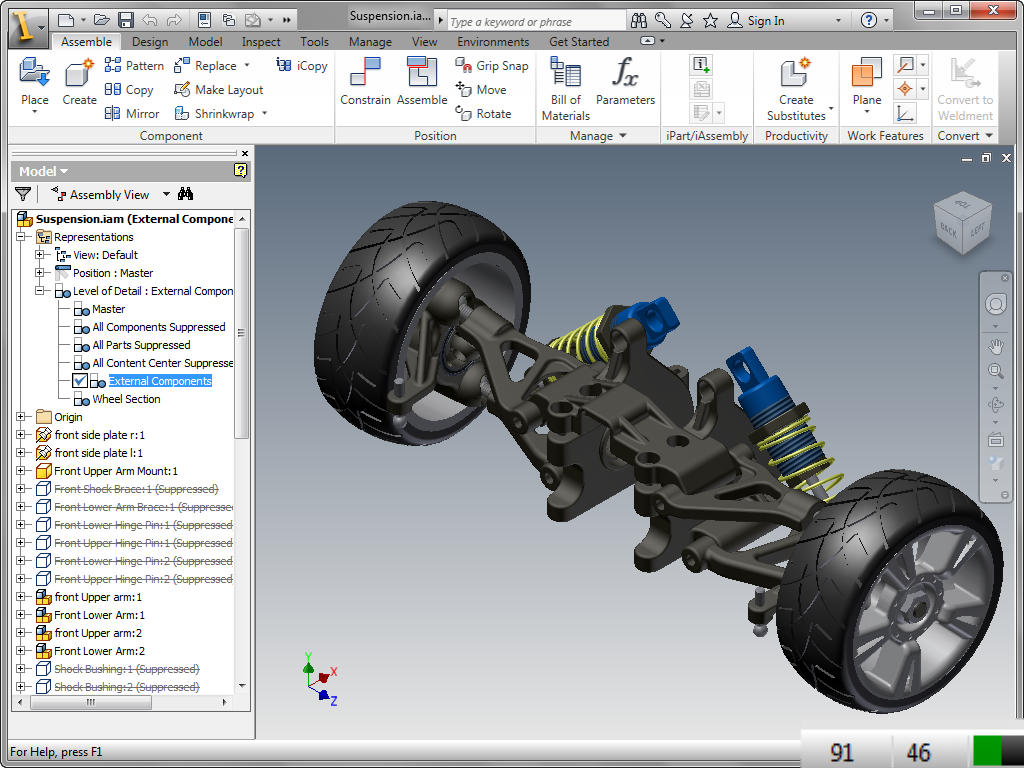 Suspension.ia...
Type a keyword or phrase
Sign In
Assemble Design Model Inspect Tools Manage View Environments Get Started
Place
Create
Pattern
Copy
Mirror
Replace
Make Layout
Shrinkwrap
iCopy
Component
Constrain
Assemble
Grip Snap
Move
Rotate
Position
Bill of
Materials
Parameters
Manage
iPart/iAssembly
Create
Substitutes
Productivity
Plane
Work Features
Convert to
Weldment
Convert
Model
Assembly View
Suspension.iam (External Compone
Representations
View: Default
Position : Master
Level of Detail : External Compon
Master
All Components Suppressed
All Parts Suppressed
All Content Center Suppresse
External Components
Wheel Section
Origin
front side plate r:1
front side plate l:1
Front Upper Arm Mount:1
Front Shock Brace:1 (Suppressed)
Front Lower Arm Brace:1 (Suppresse
Front Lower Hinge Pin:1 (Suppressed
Front Upper Hinge Pin:1 (Suppressed
Front Lower Hinge Pin:2 (Suppressed
Front Upper Hinge Pin:2 (Suppressed
front Upper arm:1
Front Lower Arm:1
front Upper arm:2
Front Lower Arm:2
Shock Bushing:1 (Suppressed)
Shock Bushing:2 (Suppressed)
TOP
BACK
LEFT
Y
X
Z
For Help, press F1
91
46